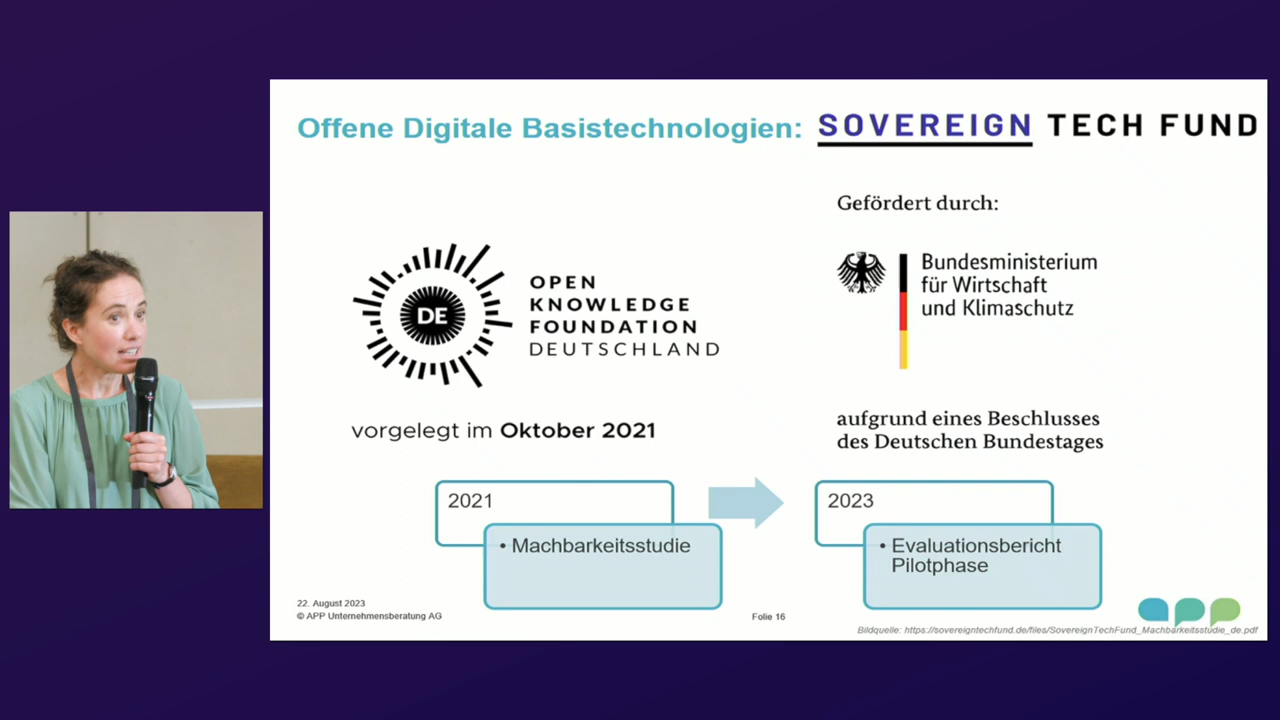 Offene Digitale Basistechnologien: SOVEREIGN TECH FUND
Gefördert durch:
DE
OPEN
KNOWLEDGE
FOUNDATION
DEUTSCHLAND
Bundesministerium
für Wirtschaft
und Klimaschutz
vorgelegt im Oktober 2021
aufgrund eines Beschlusses
des Deutschen Bundestages
2021
• Machbarkeitsstudie
2023
• Evaluationsbericht
Pilotphase
22. August 2023
© APP Unternehmensberatung AG
Folie 16
app
Bildquelle: https://sovereigntechfund.de/files/SovereignTechFund_Machbarkeitsstudie_de.pdf